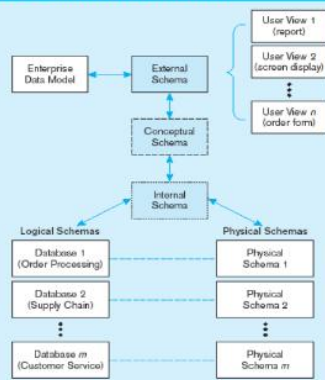 Enterprise
Data Model
External
Schema
User View 1
(report)
User View 2
(screen display)
User View n
(order form)
Conceptual
Schema
Internal
Schema
Logical Schemas
Physical Schemas
Database 1
(Order Processing)
Physical
Schema 1
Database 2
(Supply Chain)
Physical
Schema 2
Database m
(Customer Service)
Physical
Schema m